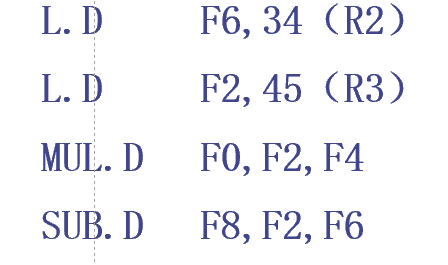 L.D F6,34（R2）
L.D F2,45（R3）
MUL.D F0,F2,F4
SUB.D F8,F2,F6